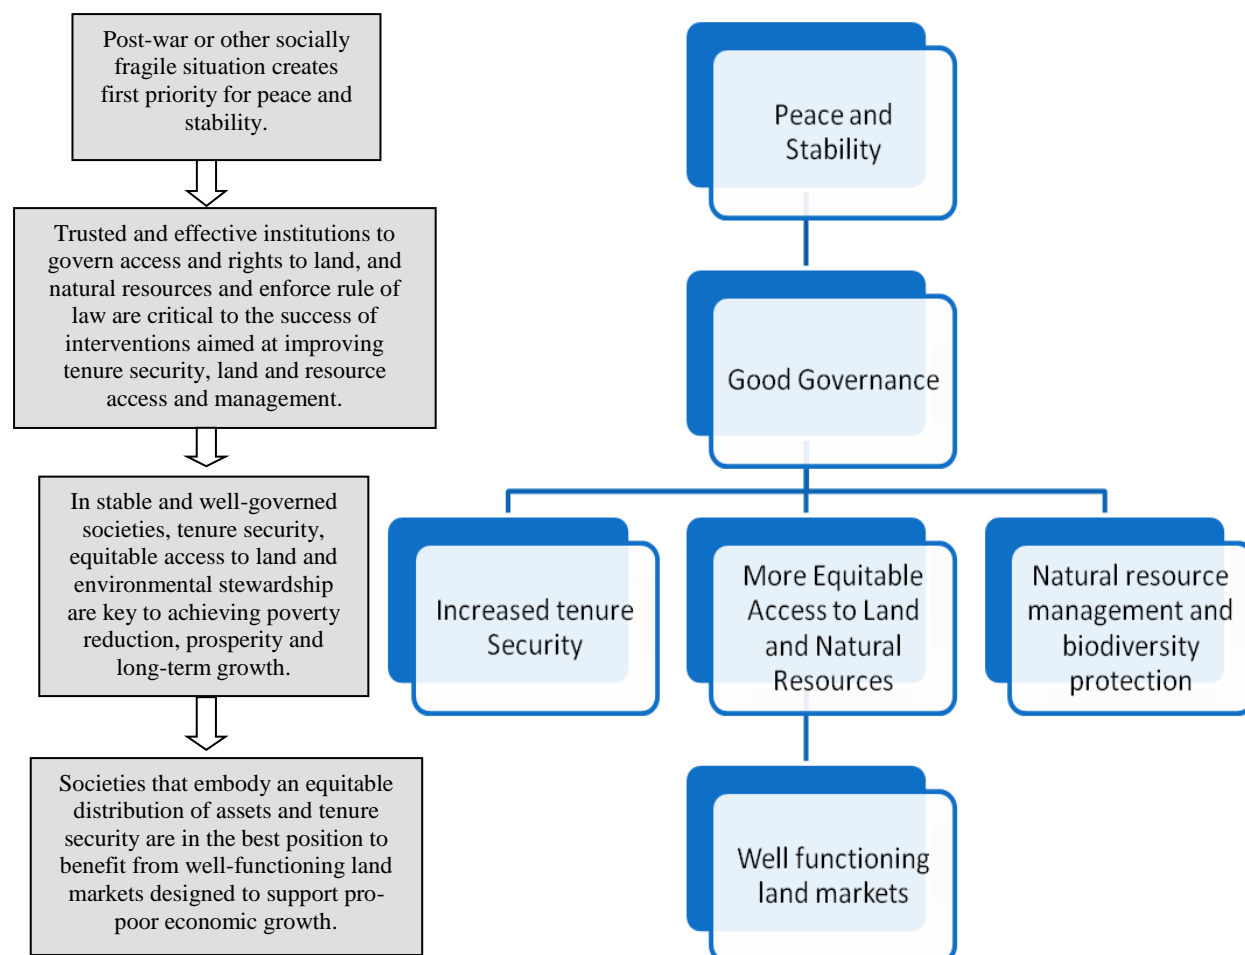 Post-war or other socially
fragile situation creates
first priority for peace and
stability.
Trusted and effective institutions to
govern access and rights to land, and
natural resources and enforce rule of
law are critical to the success of
interventions aimed at improving
tenure security, land and resource
access and management.
In stable and well-governed
societies, tenure security,
equitable access to land and
environmental stewardship
are key to achieving poverty
reduction, prosperity and
long-term growth.
Societies that embody an equitable
distribution of assets and tenure
security are in the best position to
benefit from well-functioning land
markets designed to support pro-
poor economic growth.
Peace and
Stability
Good Governance
Increased tenure
Security
More Equitable
Access to Land
and Natural
Resources
Natural resource
management and
biodiversity
protection
Well functioning
land markets